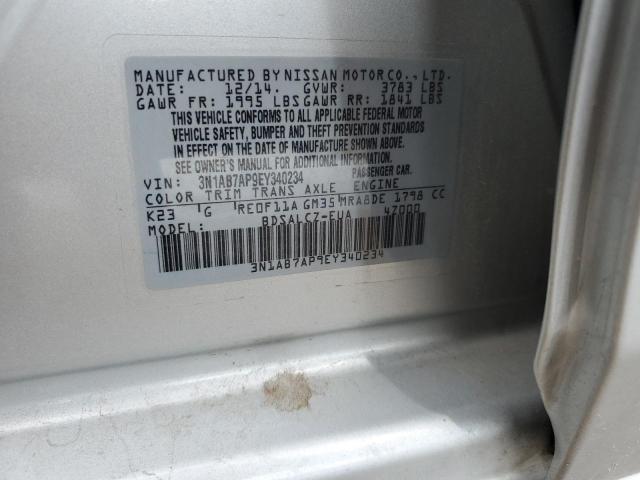 MANUFACTURED BY NISSAN MOTOR CO., LTD.
DATE: 12/14. GVWR: 3783 LBS
GAWR FR: 1995 LBS GAWR RR: 1841 LBS
THIS VEHICLE CONFORMS TO ALL APPLICABLE FEDERAL MOTOR
VEHICLE SAFETY, BUMPER AND THEFT PREVENTION STANDARDS
IN EFFECT ON THE DATE OF MANUFACTURE SHOWN ABOVE.
SEE OWNER'S MANUAL FOR ADDITIONAL INFORMATION.
VIN: 3N1AB7AP9EY340234 PASSENGER CAR.
COLOR TRIM TRANS AXLE ENGINE
K23 G RE0F11A GM35 MRA8DE 1798 CC
MODEL: BDSALCZ-EUA 4Z000
3N1AB7AP9EY340234